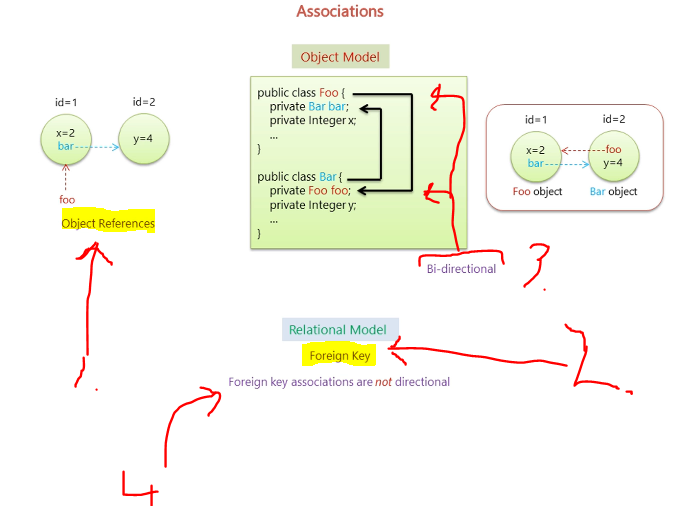 Associations
Object Model
id=1
id=2
x=2
bar
y=4
foo
Object References
1.
public class Foo {
private Bar bar;
private Integer x;
...
}
public class Bar {
private Foo foo;
private Integer y;
...
}
id=1
id=2
x=2
bar
foo
y=4
Foo object
Bar object
Bi-directional
3.
Relational Model
Foreign Key
2.
Foreign key associations are not directional
4